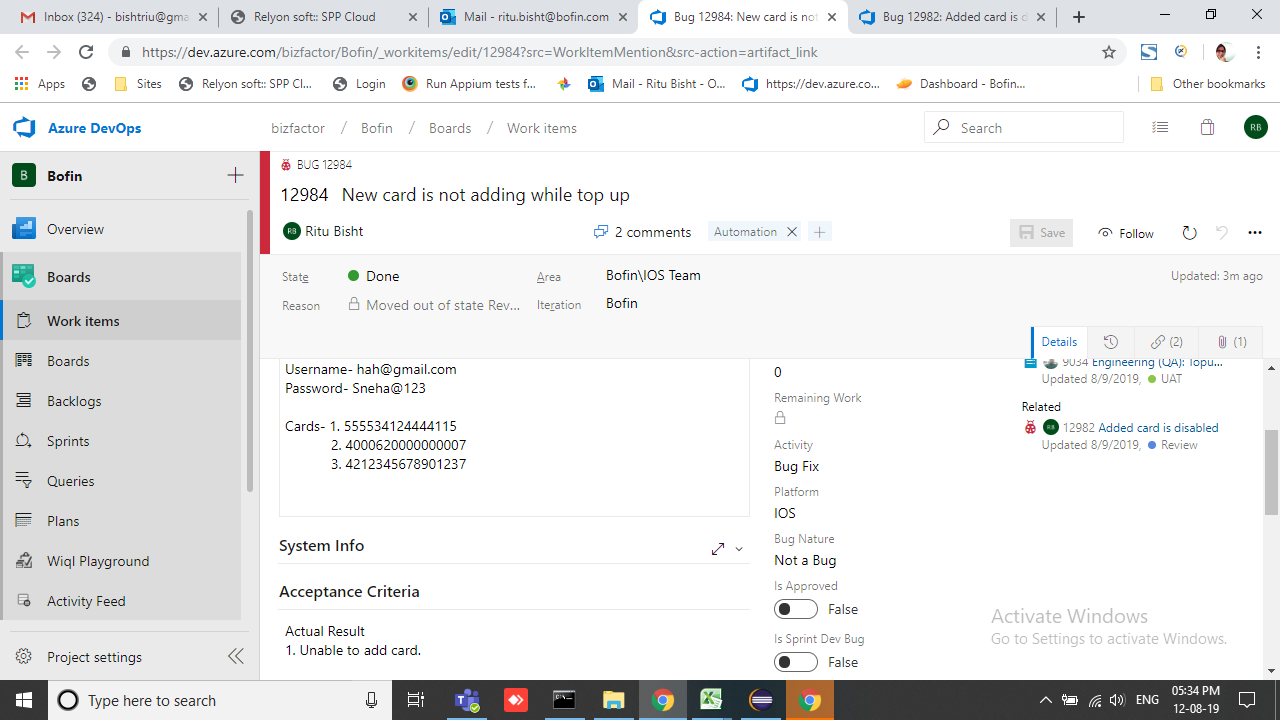 Inbox (324) - bishtriu@gma
Relyon soft:: SPP Cloud
Mail - ritu.bisht@bofin.com
Bug 12984: New card is not
Bug 12982: Added card is d
https://dev.azure.com/bizfactor/Bofin/_workitems/edit/12984?src=WorkItemMention&src-action=artifact_link
Apps
Sites
Relyon soft:: SPP Cl...
Login
Run Appium tests f...
Mail - Ritu Bisht - O...
https://dev.azure.co...
Dashboard - Bofin...
Other bookmarks
Azure DevOps
bizfactor / Bofin / Boards / Work items
Search
RB
B Bofin
Overview
Boards
Work items
Boards
Backlogs
Sprints
Queries
Plans
Wiql Playground
Activity Feed
Project settings
BUG 12984
12984 New card is not adding while top up
RB Ritu Bisht
2 comments
Automation
Save
Follow
State
Done
Area
Bofin\IOS Team
Updated: 3m ago
Reason
Moved out of state Rev...
Iteration
Bofin
Details
(2)
(1)
Username- hah@gmail.com
Password- Sneha@123
Cards- 1. 555534124444115
2. 4000620000000007
3. 4212345678901237
System Info
Acceptance Criteria
Actual Result
1. Unable to add card.
0
Remaining Work
Activity
Bug Fix
Platform
IOS
Bug Nature
Not a Bug
Is Approved
False
Is Sprint Dev Bug
False
9034 Engineering (QA): Topu...
Updated 8/9/2019, UAT
Related
RB 12982 Added card is disabled
Updated 8/9/2019, Review
Activate Windows
Go to Settings to activate Windows.
Type here to search
ENG
05:34 PM
12-08-19